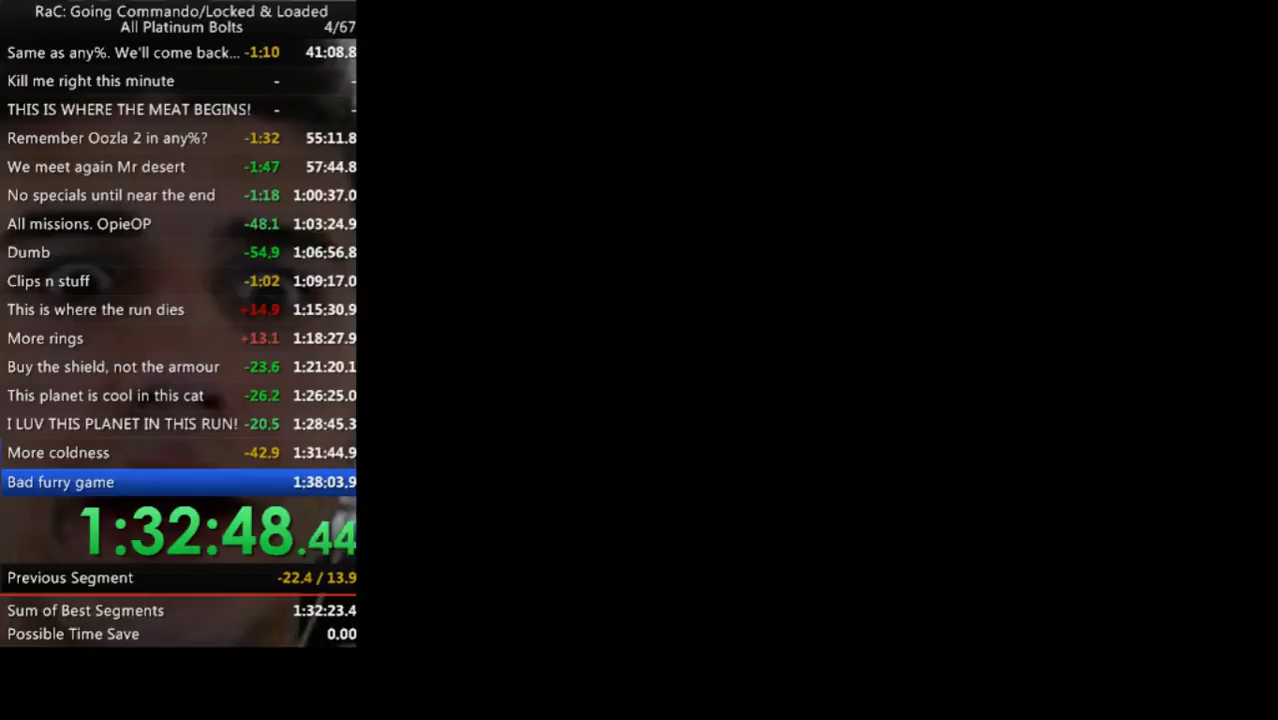 RaC: Going Commando/Locked & Loaded
All Platinum Bolts 4/67
Same as any%. We'll come back... -1:10 41:08.8
Kill me right this minute - -
THIS IS WHERE THE MEAT BEGINS! - -
Remember Oozla 2 in any%? -1:32 55:11.8
We meet again Mr desert -1:47 57:44.8
No specials until near the end -1:18 1:00:37.0
All missions. OpieOP -48.1 1:03:24.9
Dumb -54.9 1:06:56.8
Clips n stuff -1:02 1:09:17.0
This is where the run dies +14.9 1:15:30.9
More rings +13.1 1:18:27.9
Buy the shield, not the armour -23.6 1:21:20.1
This planet is cool in this cat -26.2 1:26:25.0
I LUV THIS PLANET IN THIS RUN! -20.5 1:28:45.3
More coldness -42.9 1:31:44.9
Bad furry game 1:38:03.9
1:32:48.44
Previous Segment -22.4 / 13.9
Sum of Best Segments 1:32:23.4
Possible Time Save 0.00